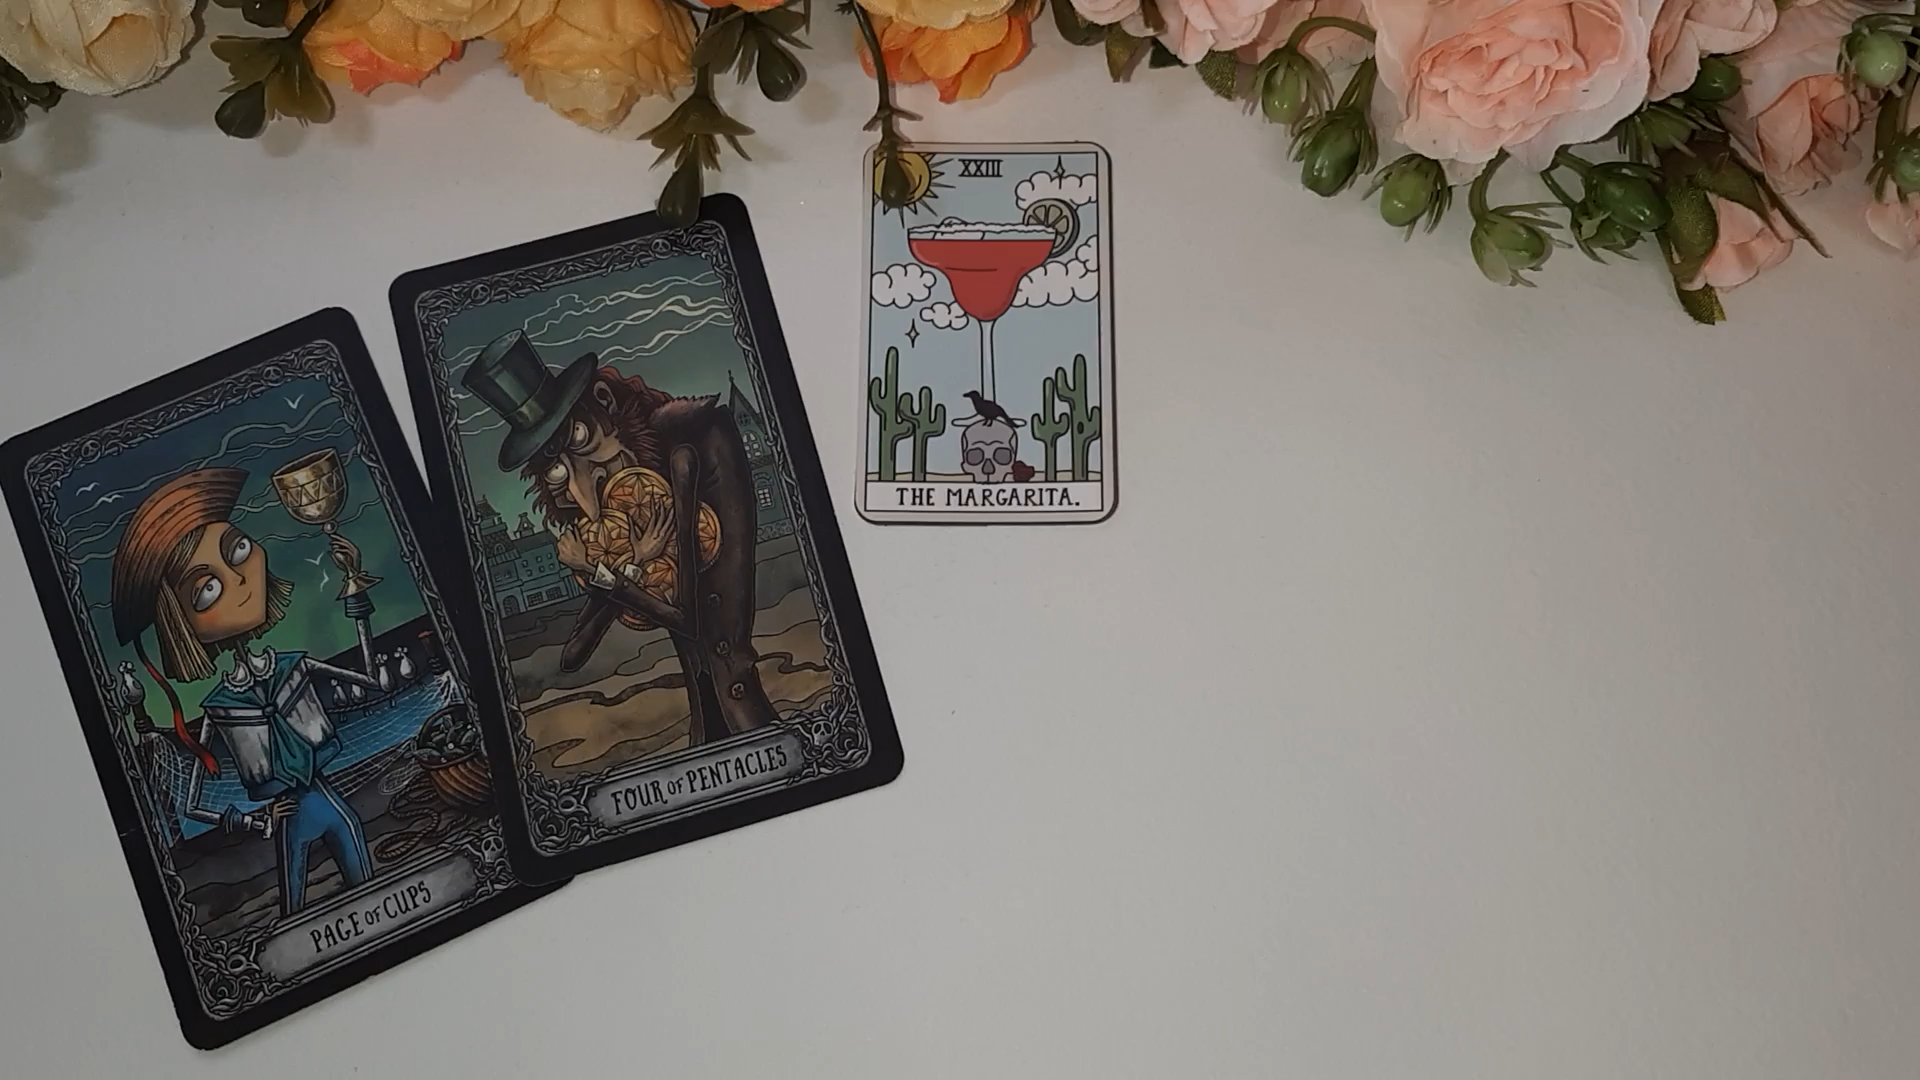 XXIII
THE MARGARITA.
FOUR OF PENTACLES
PAGE OF CUPS